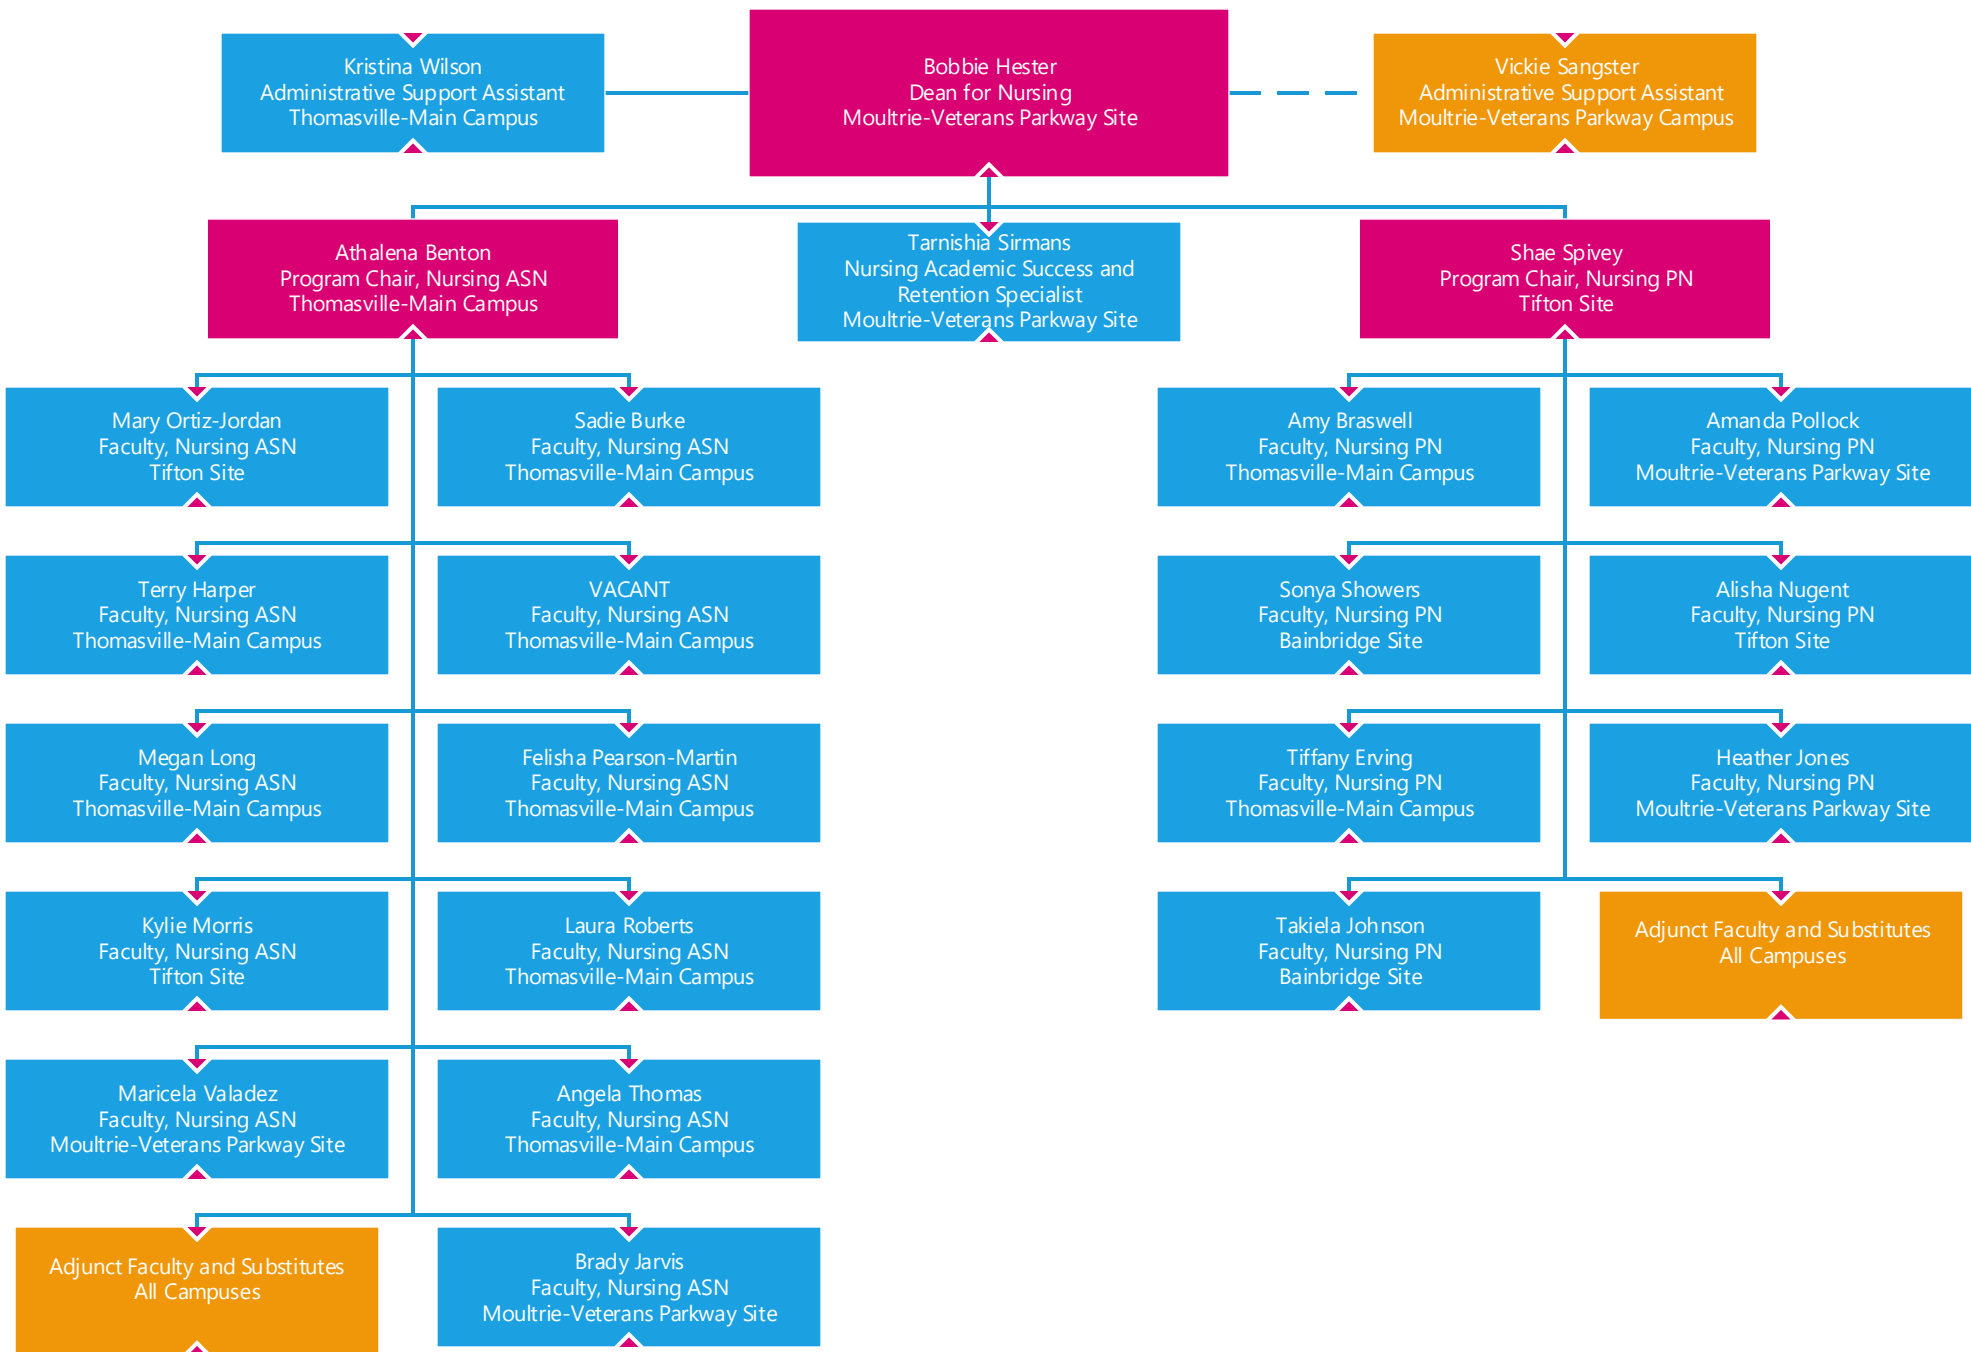 Kristina Wilson
Administrative Support Assistant
Thomasville-Main Campus
Bobbie Hester
Dean for Nursing
Moultrie-Veterans Parkway Site
Vickie Sangster
Administrative Support Assistant
Moultrie-Veterans Parkway Campus
Athalena Benton
Program Chair, Nursing ASN
Thomasville-Main Campus
Tarnishia Sirmans
Nursing Academic Success and
Retention Specialist
Moultrie-Veterans Parkway Site
Shae Spivey
Program Chair, Nursing PN
Tifton Site
Mary Ortiz-Jordan
Faculty, Nursing ASN
Tifton Site
Sadie Burke
Faculty, Nursing ASN
Thomasville-Main Campus
Amy Braswell
Faculty, Nursing PN
Thomasville-Main Campus
Amanda Pollock
Faculty, Nursing PN
Moultrie-Veterans Parkway Site
Terry Harper
Faculty, Nursing ASN
Thomasville-Main Campus
VACANT
Faculty, Nursing ASN
Thomasville-Main Campus
Sonya Showers
Faculty, Nursing PN
Bainbridge Site
Alisha Nugent
Faculty, Nursing PN
Tifton Site
Megan Long
Faculty, Nursing ASN
Thomasville-Main Campus
Felisha Pearson-Martin
Faculty, Nursing ASN
Thomasville-Main Campus
Tiffany Erving
Faculty, Nursing PN
Thomasville-Main Campus
Heather Jones
Faculty, Nursing PN
Moultrie-Veterans Parkway Site
Kylie Morris
Faculty, Nursing ASN
Tifton Site
Laura Roberts
Faculty, Nursing ASN
Thomasville-Main Campus
Takiela Johnson
Faculty, Nursing PN
Bainbridge Site
Adjunct Faculty and Substitutes
All Campuses
Maricela Valadez
Faculty, Nursing ASN
Moultrie-Veterans Parkway Site
Angela Thomas
Faculty, Nursing ASN
Thomasville-Main Campus
Adjunct Faculty and Substitutes
All Campuses
Brady Jarvis
Faculty, Nursing ASN
Moultrie-Veterans Parkway Site